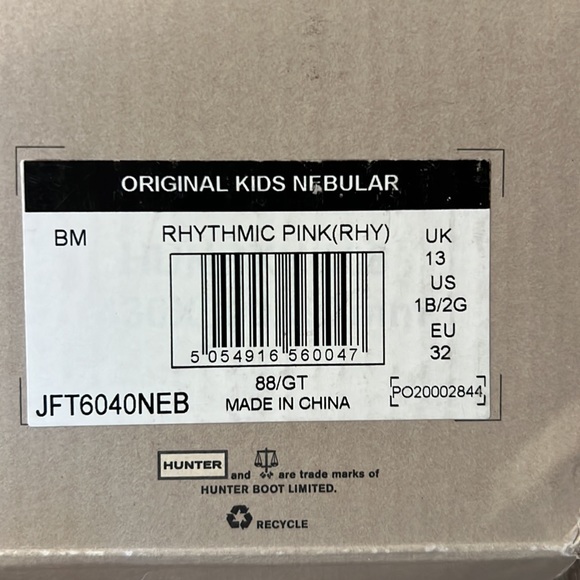 ORIGINAL KIDS NEBULAR
BM
RHYTHMIC PINK(RHY)
5 054916 560047
88/GT
MADE IN CHINA
JFT6040NEB
UK
13
US
1B/2G
EU
32
PO20002844
HUNTER and are trade marks of
HUNTER BOOT LIMITED.
RECYCLE